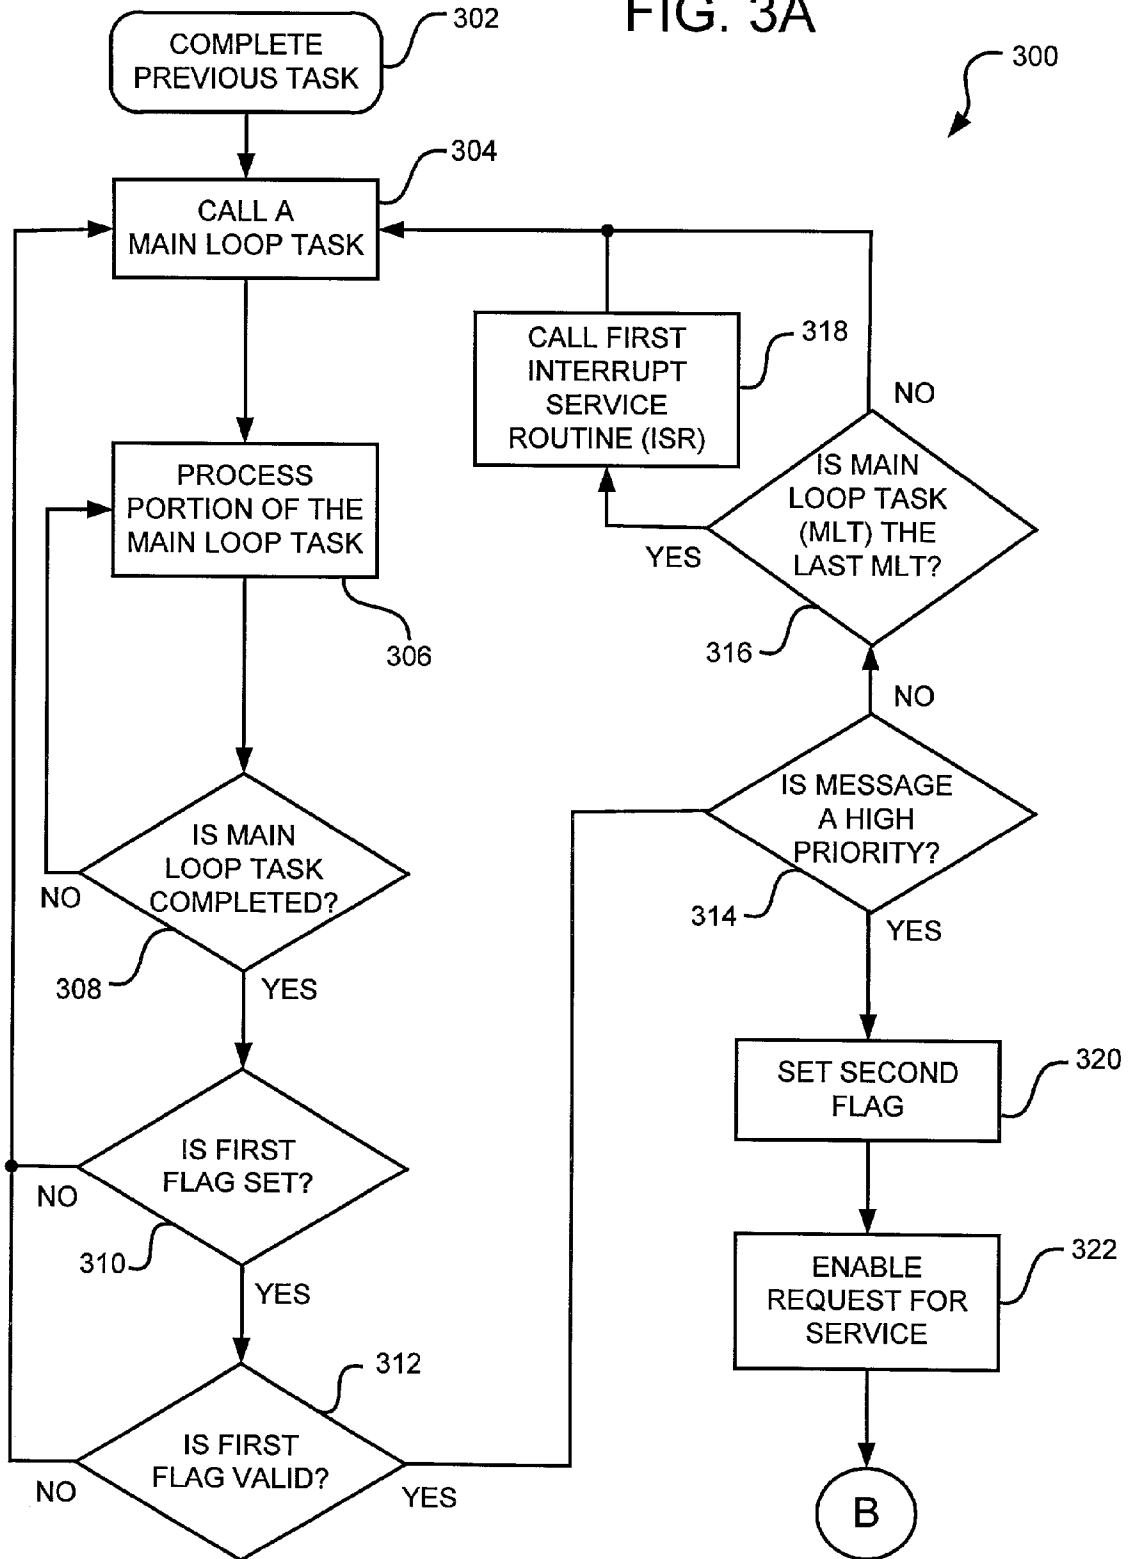 FIG. 3A
300
COMPLETE
PREVIOUS TASK
302
CALL A
MAIN LOOP TASK
304
PROCESS
PORTION OF THE
MAIN LOOP TASK
306
IS MAIN
LOOP TASK
COMPLETED?
NO
308
YES
IS FIRST
FLAG SET?
NO
310
YES
IS FIRST
FLAG VALID?
312
NO
YES
CALL FIRST
INTERRUPT
SERVICE
ROUTINE (ISR)
318
NO
IS MAIN
LOOP TASK
(MLT) THE
LAST MLT?
YES
316
NO
IS MESSAGE
A HIGH
PRIORITY?
314
YES
SET SECOND
FLAG
320
ENABLE
REQUEST FOR
SERVICE
322
B